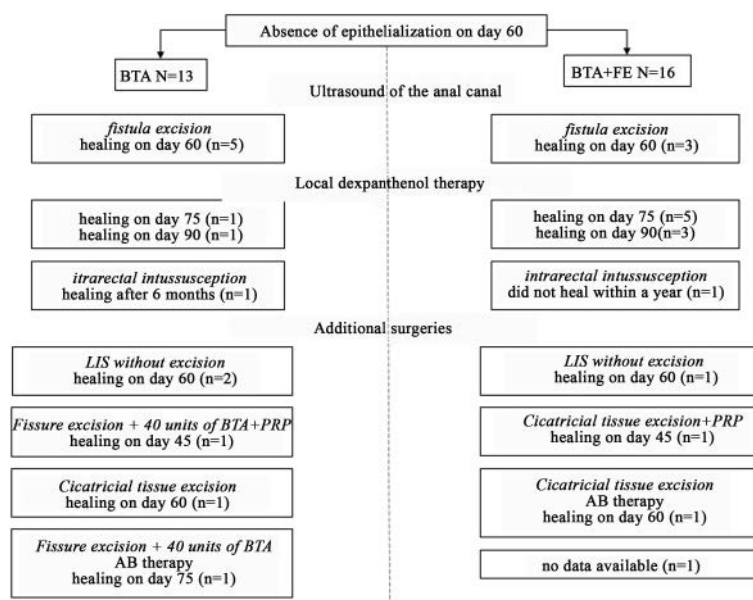 Absence of epithelialization on day 60
BTA N=13
BTA+FE N=16
Ultrasound of the anal canal
fistula excision
healing on day 60 (n=5)
fistula excision
healing on day 60 (n=3)
Local dexpanthenol therapy
healing on day 75 (n=1)
healing on day 90 (n=1)
healing on day 75 (n=5)
healing on day 90(n=3)
itrarectal intussusception
healing after 6 months (n=1)
intrarectal intussusception
did not heal within a year (n=1)
Additional surgeries
LIS without excision
healing on day 60 (n=2)
LIS without excision
healing on day 60 (n=1)
Fissure excision + 40 units of BTA+PRP
healing on day 45 (n=1)
Cicatricial tissue excision+PRP
healing on day 45 (n=1)
Cicatricial tissue excision
healing on day 60 (n=1)
Cicatricial tissue excision
AB therapy
healing on day 60 (n=1)
Fissure excision + 40 units of BTA
AB therapy
healing on day 75 (n=1)
no data available (n=1)